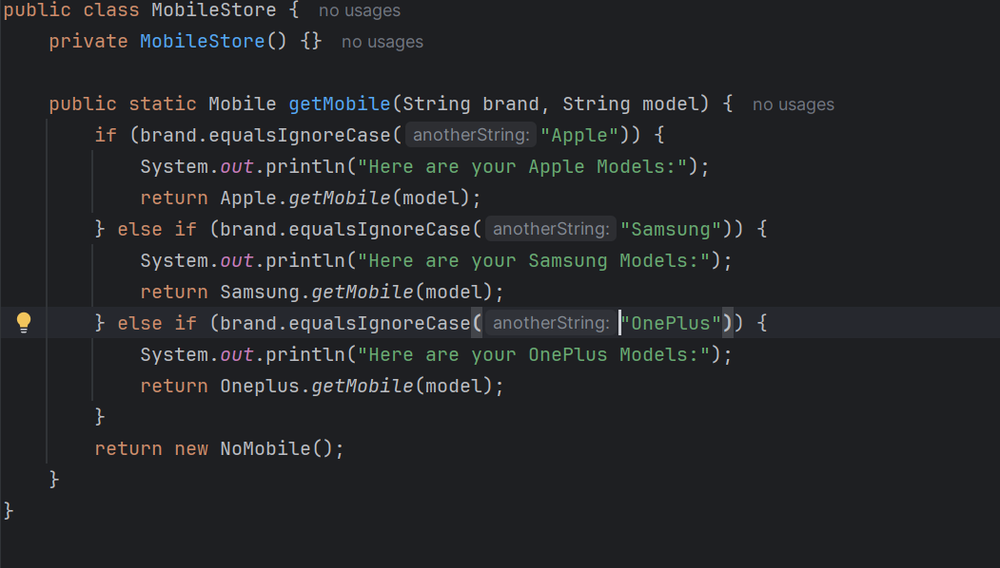 public class MobileStore { no usages
    private MobileStore() {} no usages

    public static Mobile getMobile(String brand, String model) { no usages
        if (brand.equalsIgnoreCase( anotherString: "Apple")) {
            System.out.println("Here are your Apple Models:");
            return Apple.getMobile(model);
        } else if (brand.equalsIgnoreCase( anotherString: "Samsung")) {
            System.out.println("Here are your Samsung Models:");
            return Samsung.getMobile(model);
        } else if (brand.equalsIgnoreCase( anotherString: "OnePlus")) {
            System.out.println("Here are your OnePlus Models:");
            return Oneplus.getMobile(model);
        }
        return new NoMobile();
    }
}